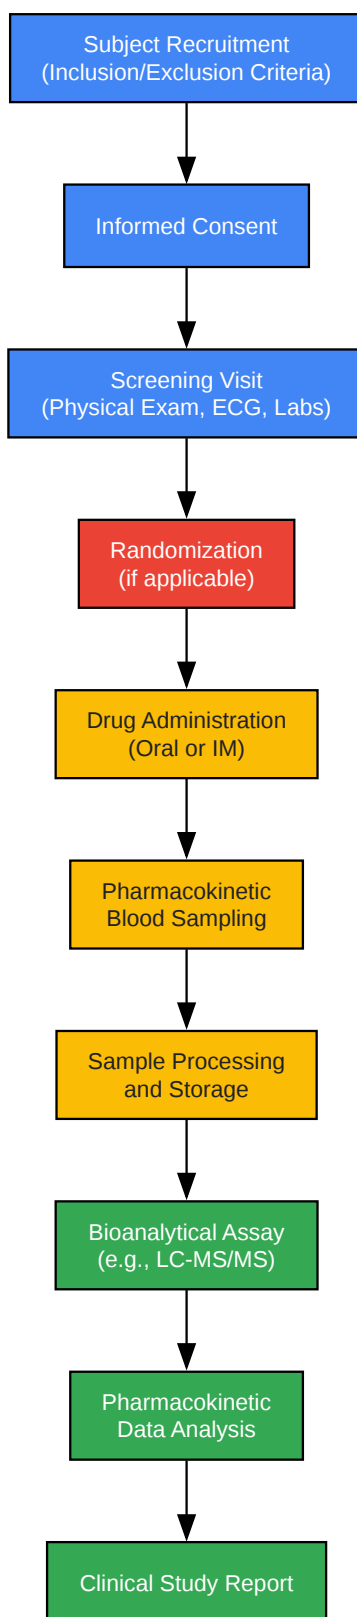 Subject Recruitment
(Inclusion/Exclusion Criteria)
Informed Consent
Screening Visit
(Physical Exam, ECG, Labs)
Randomization
(if applicable)
Drug Administration
(Oral or IM)
Pharmacokinetic
Blood Sampling
Sample Processing
and Storage
Bioanalytical Assay
(e.g., LC-MS/MS)
Pharmacokinetic
Data Analysis
Clinical Study Report